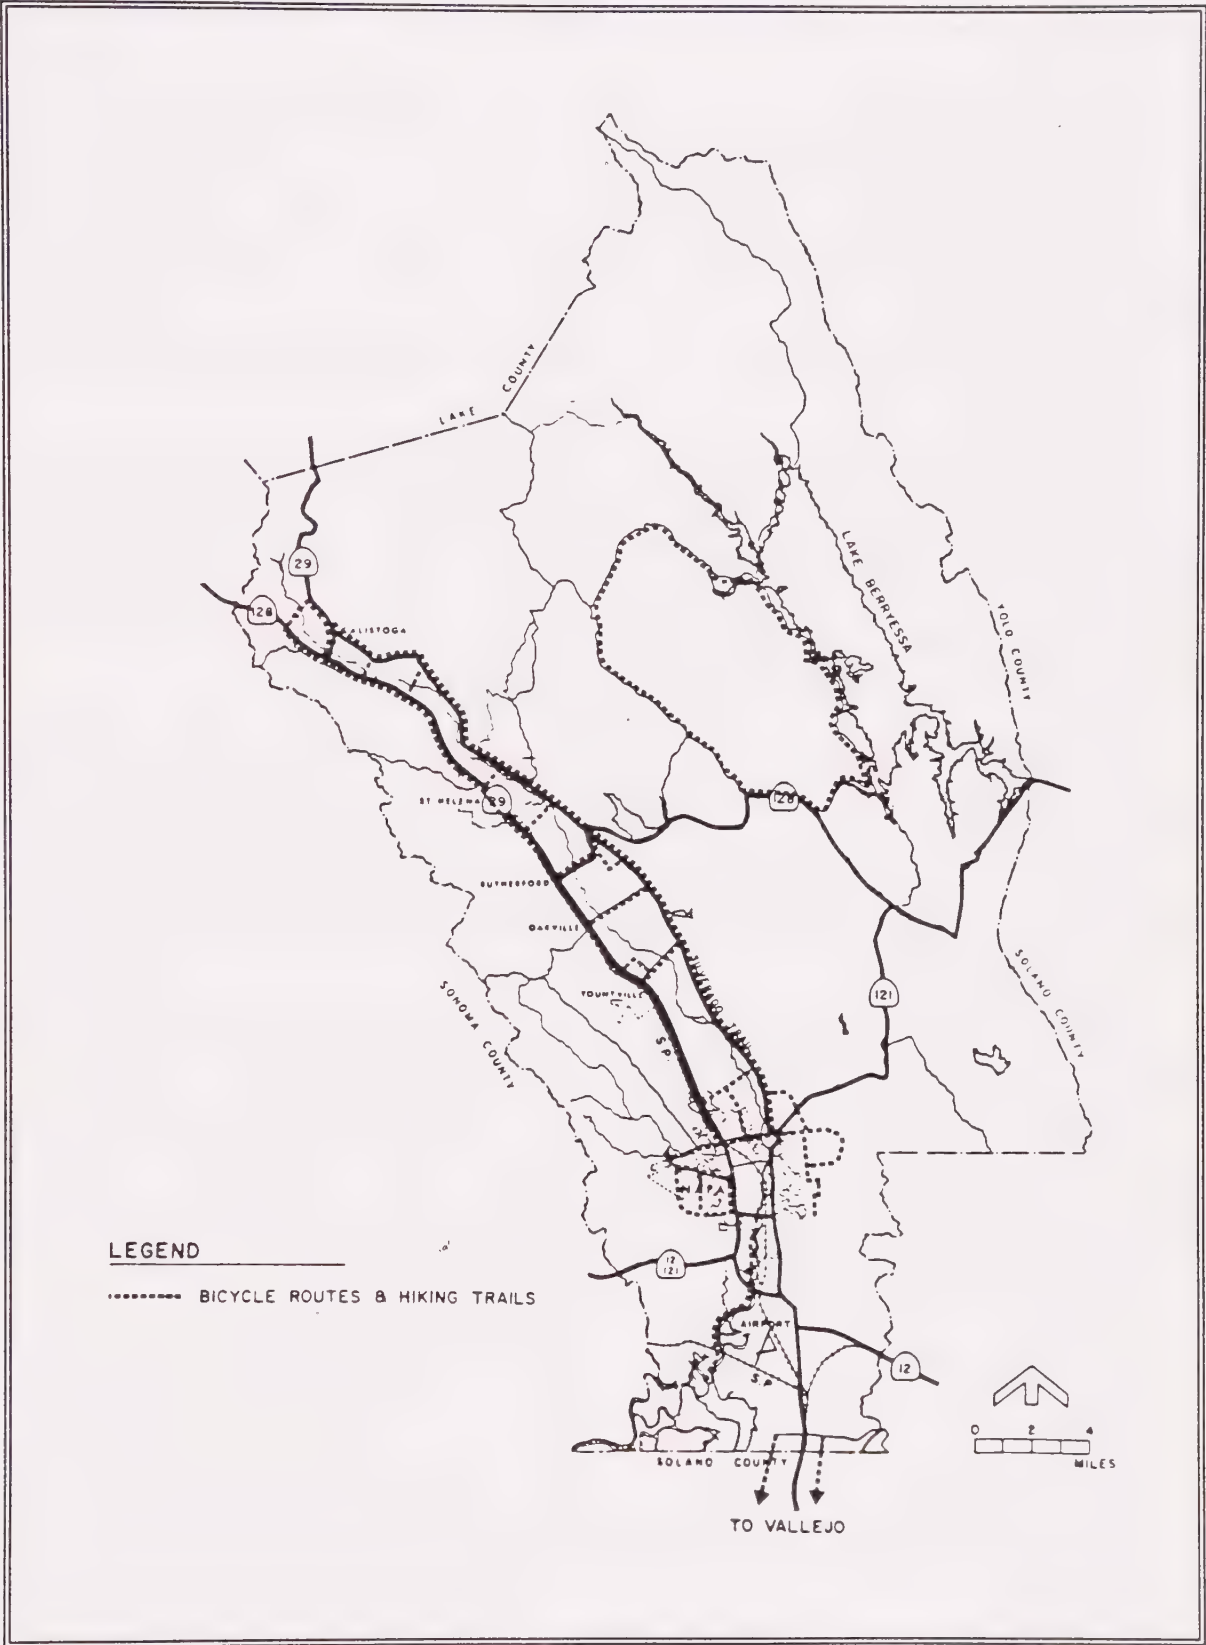 LAKE COUNTY
29
128
CALISTOGA
LAKE BERRYESSA
YOLO COUNTY
ST HELENA
29
128
RUTHERFORD
OAKVILLE
YOUNTVILLE
SILVERADO TRAIL
S.P.
SONOMA COUNTY
SOLANO COUNTY
121
NAPA
LEGEND
BICYCLE ROUTES & HIKING TRAILS
12
121
AIRPORT
S.P.
12
0 2 4
MILES
SOLANO COUNTY
TO VALLEJO